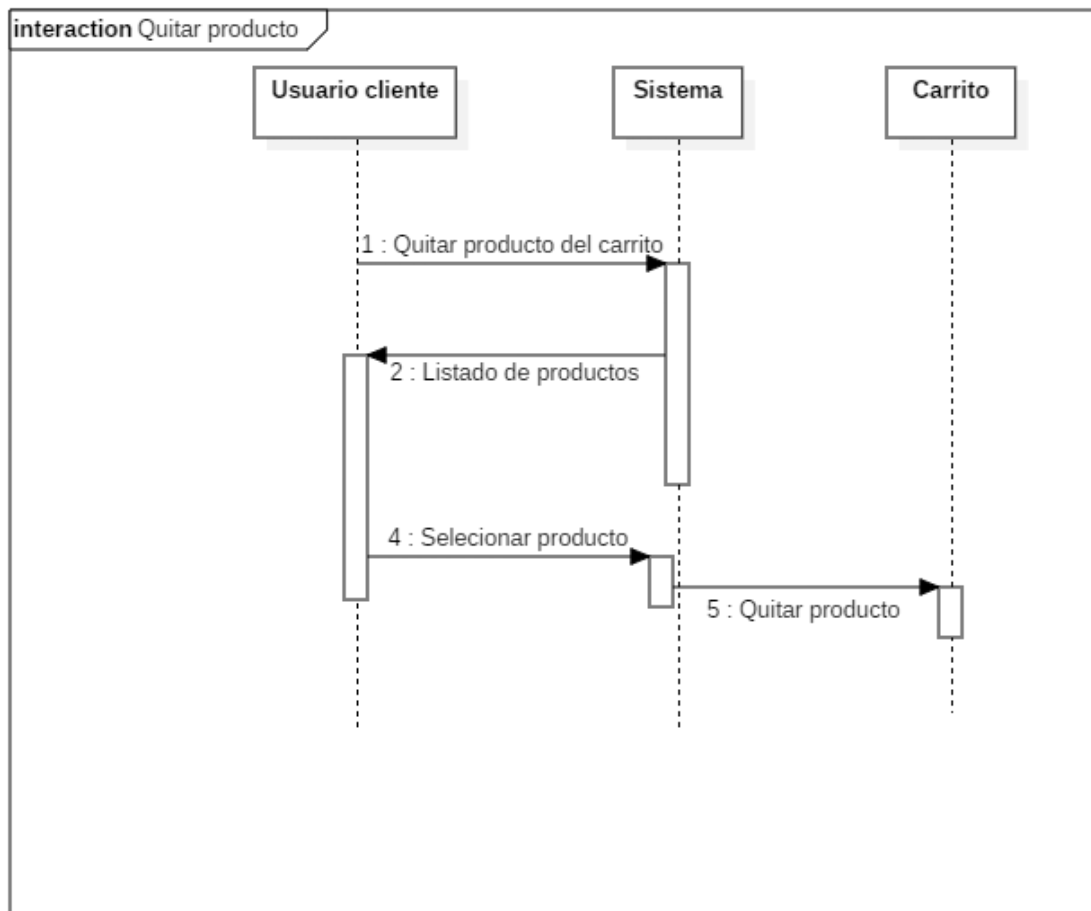 interaction Quitar producto
Usuario cliente
Sistema
Carrito
1 : Quitar producto del carrito
2 : Listado de productos
4 : Selecionar producto
5 : Quitar producto